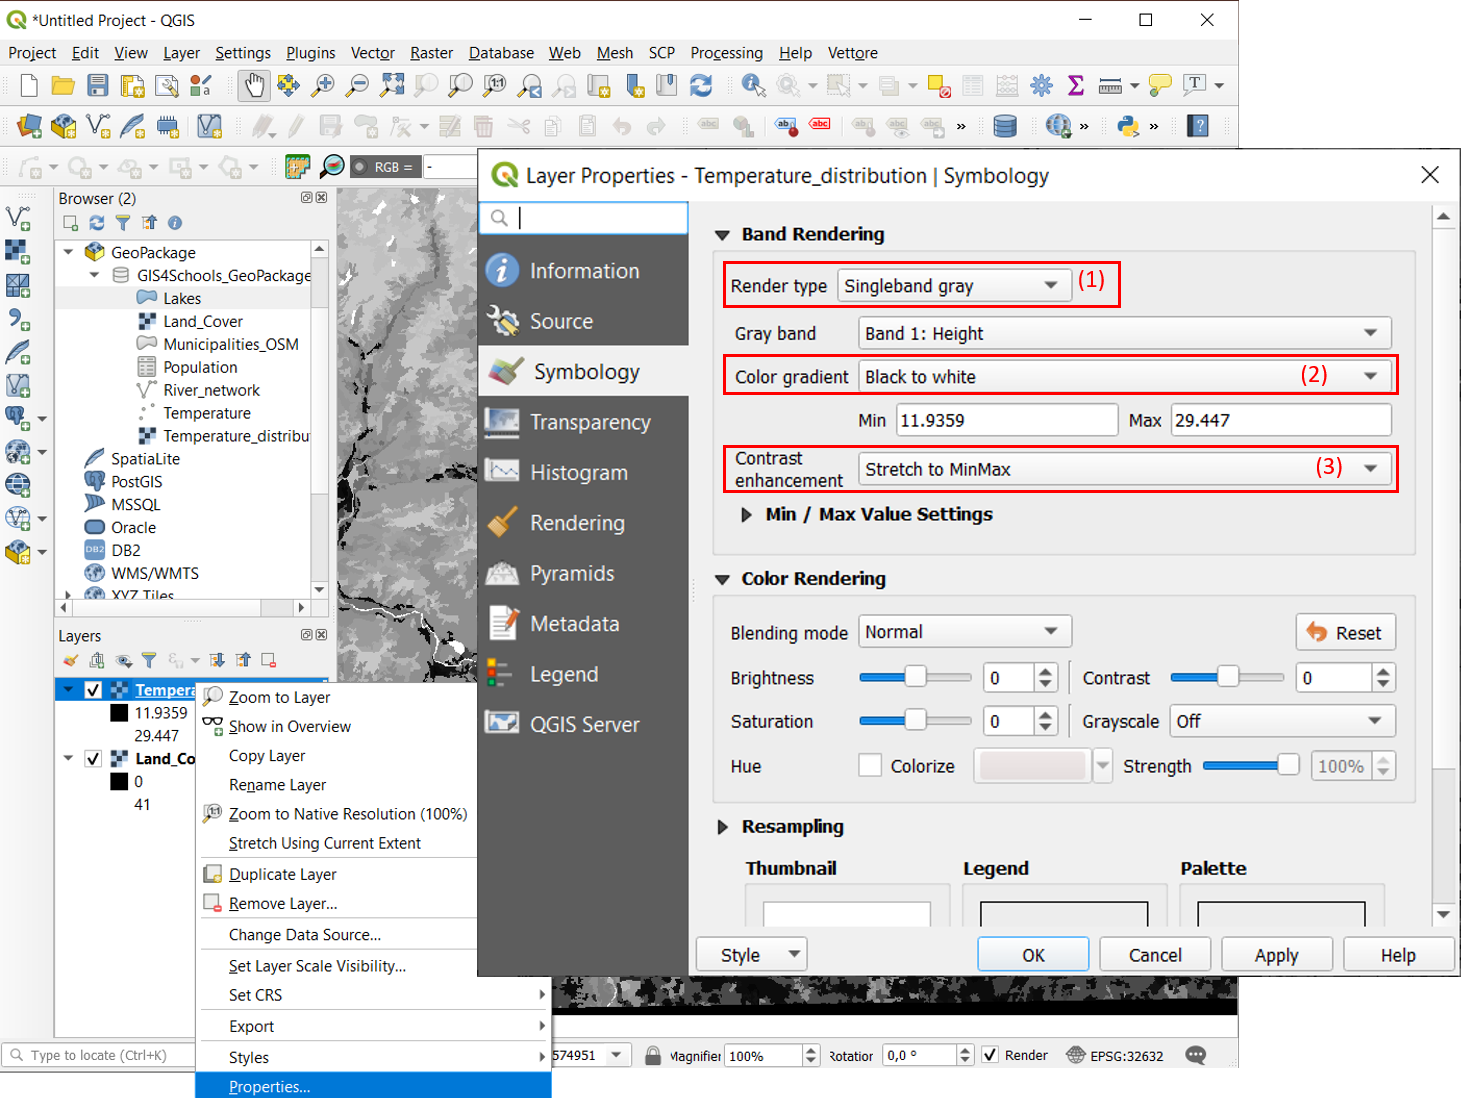 *Untitled Project - QGIS
Project Edit View Layer Settings Plugins Vector Raster Database Web Mesh SCP Processing Help Vettore
RGB = -
Browser (2)
GeoPackage
GIS4Schools_GeoPackage
Lakes
Land_Cover
Municipalities_OSM
Population
River_network
Temperature
Temperature_distribu
SpatiaLite
PostGIS
MSSQL
Oracle
DB2
WMS/WMTS
XYZ Tiles
Layers
Tempera
11.9359
29.447
Land_Co
0
41
Zoom to Layer
Show in Overview
Copy Layer
Rename Layer
Zoom to Native Resolution (100%)
Stretch Using Current Extent
Duplicate Layer
Remove Layer...
Change Data Source...
Set Layer Scale Visibility...
Set CRS
Export
Styles
Properties...
Layer Properties - Temperature_distribution | Symbology
Information
Source
Symbology
Transparency
Histogram
Rendering
Pyramids
Metadata
Legend
QGIS Server
Band Rendering
Render type Singleband gray (1)
Gray band Band 1: Height
Color gradient Black to white (2)
Min 11.9359 Max 29.447
Contrast
enhancement Stretch to MinMax (3)
Min / Max Value Settings
Color Rendering
Blending mode Normal Reset
Brightness 0 Contrast 0
Saturation 0 Grayscale Off
Hue Colorize Strength 100%
Resampling
Thumbnail Legend Palette
Style OK Cancel Apply Help
Type to locate (Ctrl+K) 574951 Magnifier 100% Rotation 0,0 ° Render EPSG:32632